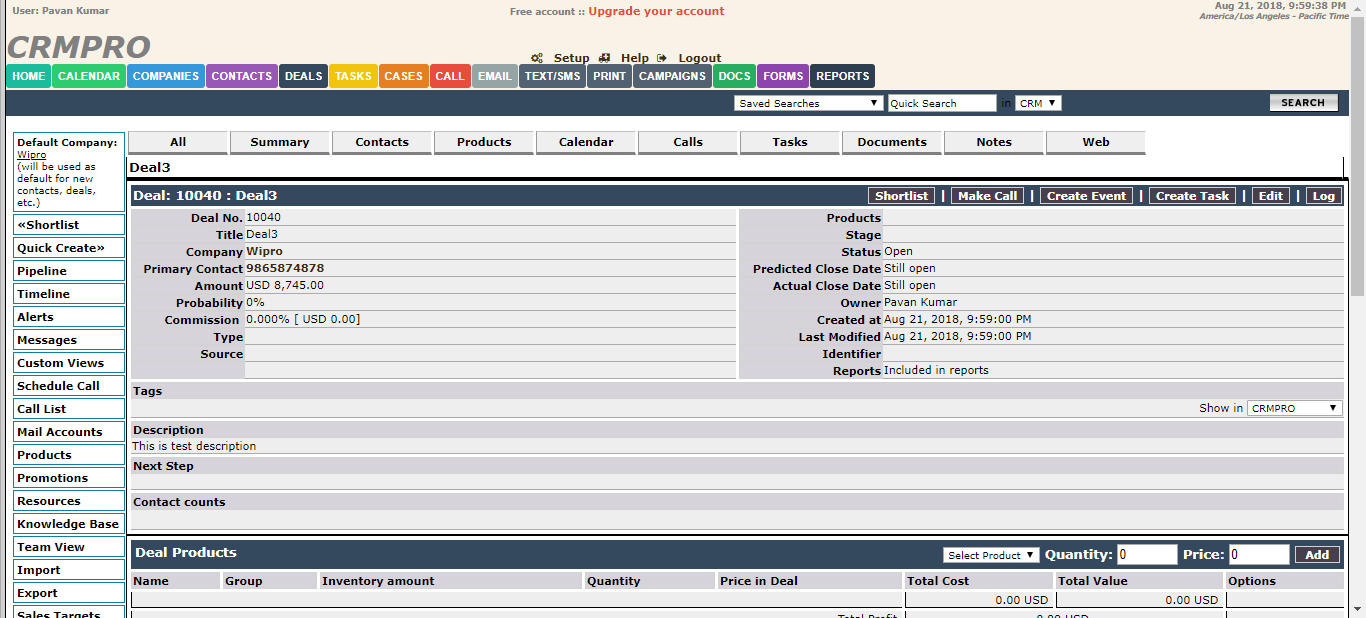 User: Pavan Kumar
Free account :: Upgrade your account
Aug 21, 2018, 9:59:38 PM
America/Los Angeles - Pacific Time
CRMPRO
Setup Help Logout
HOME CALENDAR COMPANIES CONTACTS DEALS TASKS CASES CALL EMAIL TEXT/SMS PRINT CAMPAIGNS DOCS FORMS REPORTS
Saved Searches Quick Search in CRM SEARCH
Default Company:
Wipro
(will be used as
default for new
contacts, deals,
etc.)
«Shortlist
Quick Create»
Pipeline
Timeline
Alerts
Messages
Custom Views
Schedule Call
Call List
Mail Accounts
Products
Promotions
Resources
Knowledge Base
Team View
Import
Export
Sales Targets
All Summary Contacts Products Calendar Calls Tasks Documents Notes Web
Deal3
Deal: 10040 : Deal3 Shortlist | Make Call | Create Event | Create Task | Edit | Log
Deal No. 10040
Title Deal3
Company Wipro
Primary Contact 9865874878
Amount USD 8,745.00
Probability 0%
Commission 0.000% [ USD 0.00]
Type
Source
Products
Stage
Status Open
Predicted Close Date Still open
Actual Close Date Still open
Owner Pavan Kumar
Created at Aug 21, 2018, 9:59:00 PM
Last Modified Aug 21, 2018, 9:59:00 PM
Identifier
Reports Included in reports
Tags
Show in CRMPRO
Description
This is test description
Next Step
Contact counts
Deal Products Select Product Quantity: 0 Price: 0 Add
Name Group Inventory amount Quantity Price in Deal Total Cost Total Value Options
0.00 USD 0.00 USD
Total Profit 0.00 USD